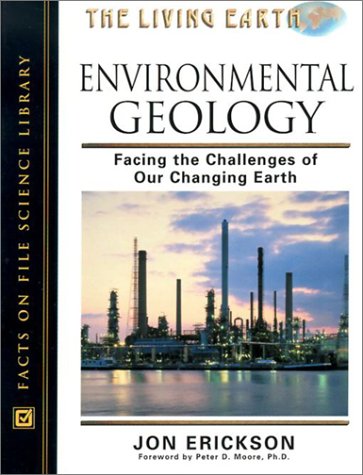 THE LIVING EARTH
ENVIRONMENTAL
GEOLOGY
Facing the Challenges of
Our Changing Earth
FACTS ON FILE SCIENCE LIBRARY
JON ERICKSON
Foreword by Peter D. Moore, Ph.D.